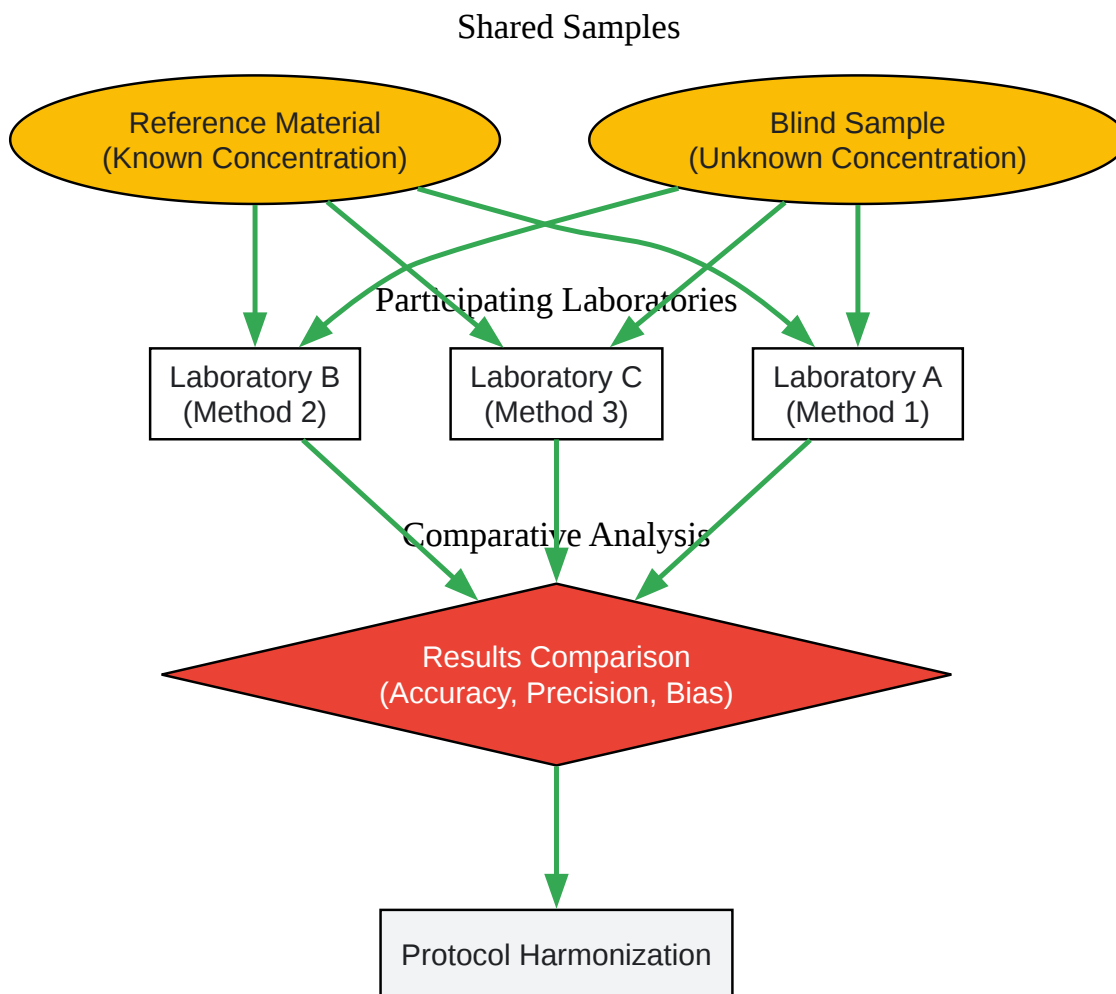 Shared Samples
Reference Material
(Known Concentration)
Blind Sample
(Unknown Concentration)
Participating Laboratories
Laboratory B
(Method 2)
Laboratory C
(Method 3)
Laboratory A
(Method 1)
Comparative Analysis
Results Comparison
(Accuracy, Precision, Bias)
Protocol Harmonization